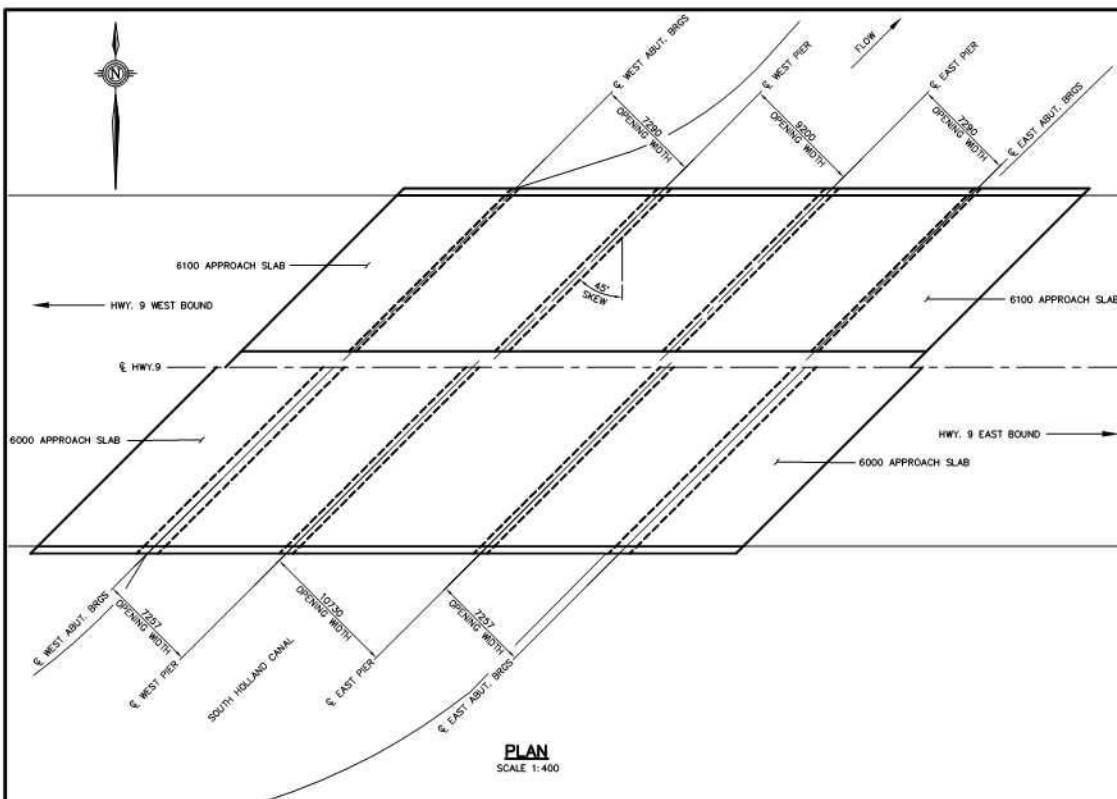 N
℄ WEST ABUT. BRGS
℄ WEST PIER
FLOW
℄ EAST PIER
℄ EAST ABUT. BRGS
7290
OPENING WIDTH
9200
OPENING WIDTH
7290
OPENING WIDTH
6100 APPROACH SLAB
45°
SKEW
6100 APPROACH SLAB
HWY. 9 WEST BOUND
℄ HWY.9
6000 APPROACH SLAB
HWY. 9 EAST BOUND
6000 APPROACH SLAB
℄ WEST ABUT. BRGS
7257
OPENING WIDTH
℄ WEST PIER
SOUTH HOLLAND CANAL
10730
OPENING WIDTH
℄ EAST PIER
7257
OPENING WIDTH
℄ EAST ABUT. BRGS
PLAN
SCALE 1:400